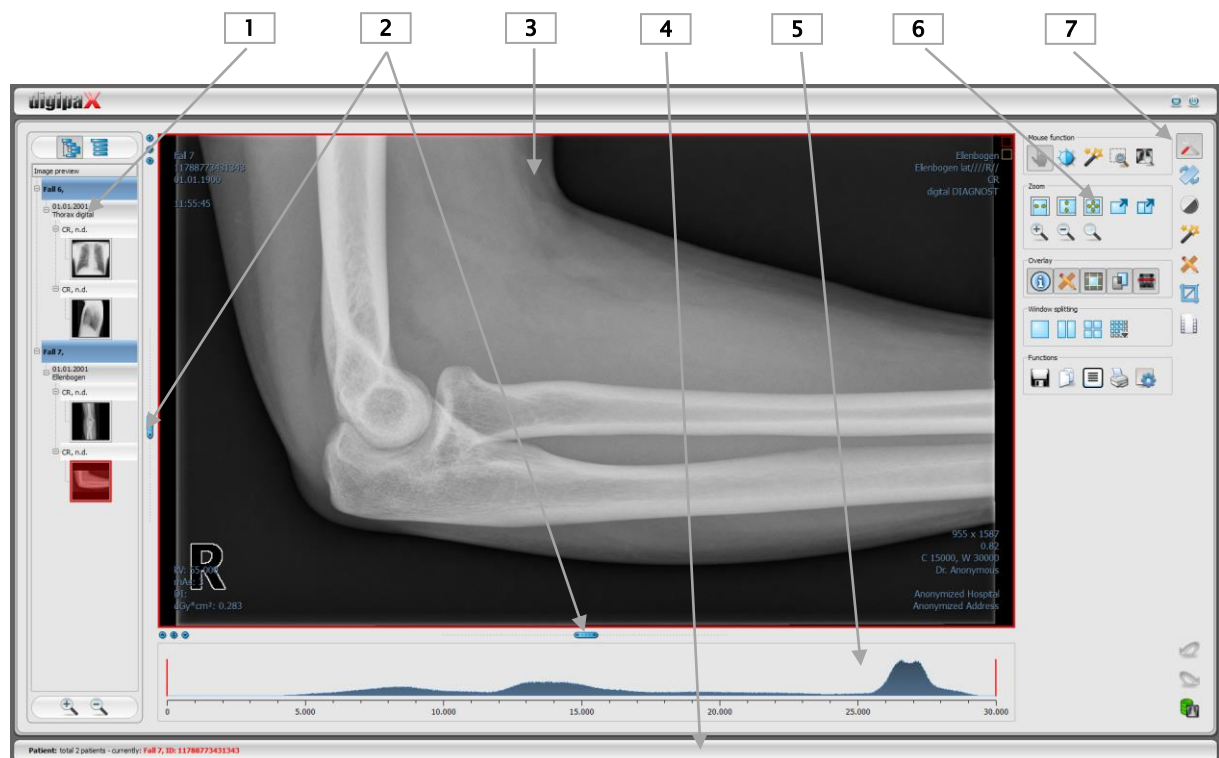 1 2 3 4 5 6 7
digipaX
Image preview
Fall 6,
01.01.2001
Thorax digital
CR, n.d.
CR, n.d.
Fall 7,
01.01.2001
Ellenbogen
CR, n.d.
CR, n.d.
Fall 7
11788773431343
01.01.1900
11:55:45
Ellenbogen
Ellenbogen lat////R//
CR
digital DIAGNOST
R
kV:
mAs:
DI:
dGy*cm²: 0.283
955 x 1587
0.82
C 15000, W 30000
Dr. Anonymous
Anonymized Hospital
Anonymized Address
0 5.000 10.000 15.000 20.000 25.000 30.000
Mouse function
Zoom
Overlay
Window splitting
Functions
Patient: total 2 patients - currently: Fall 7, ID: 11788773431343